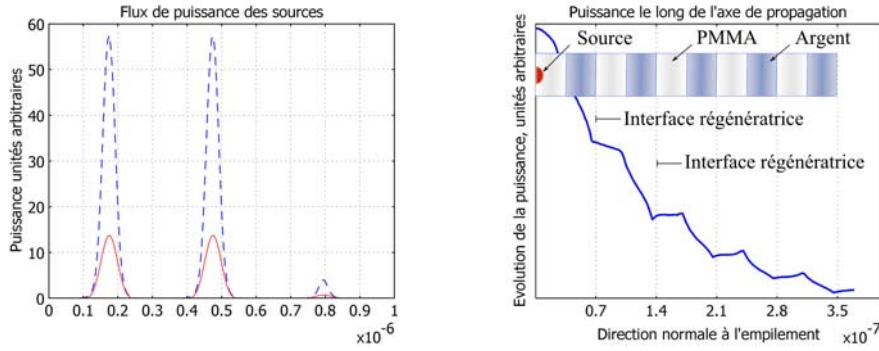 Flux de puissance des sources
Puissance unités arbitraires
60
50
40
30
20
10
0
0 0.1 0.2 0.3 0.4 0.5 0.6 0.7 0.8 0.9 1
x10^-6
Puissance le long de l'axe de propagation
Evolution de la puissance, unités arbitraires
Source PMMA Argent
Interface régénératrice
Interface régénératrice
0.7 1.4 2.1 2.8 3.5
Direction normale à l'empilement x10^-7